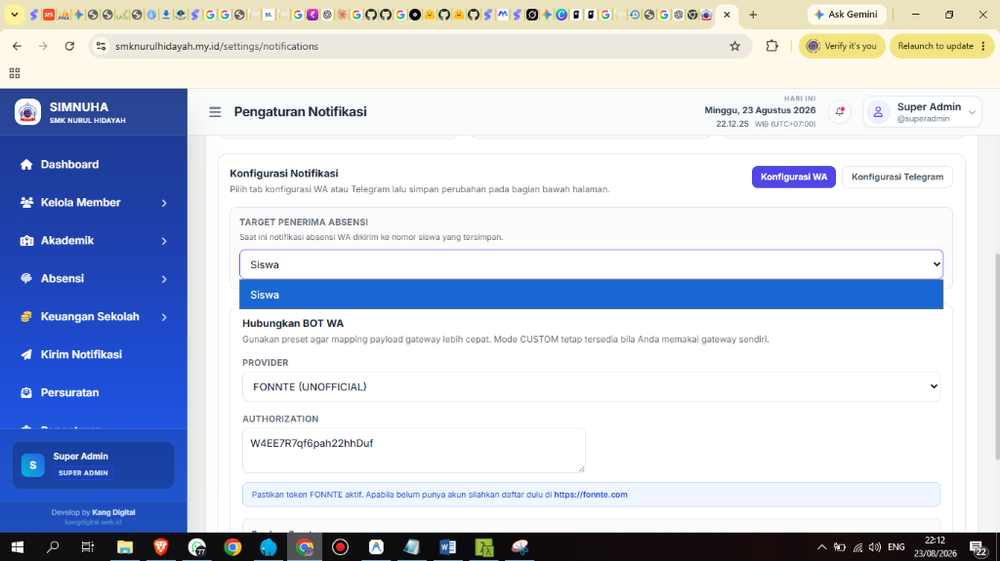 Ask Gemini
smknurulhidayah.my.id/settings/notifications
Verify it's you
Relaunch to update
SIMNUHA
SMK NURUL HIDAYAH
Pengaturan Notifikasi
HARI INI
Minggu, 23 Agustus 2026
22.12.25 WIB (UTC+07:00)
Super Admin
@superadmin
Dashboard
Kelola Member
Akademik
Absensi
Keuangan Sekolah
Kirim Notifikasi
Persuratan
S
Super Admin
SUPER ADMIN
Develop by Kang Digital
kangdigital.web.id
Konfigurasi Notifikasi
Pilih tab konfigurasi WA atau Telegram lalu simpan perubahan pada bagian bawah halaman.
Konfigurasi WA
Konfigurasi Telegram
TARGET PENERIMA ABSENSI
Saat ini notifikasi absensi WA dikirim ke nomor siswa yang tersimpan.
Siswa
Siswa
Hubungkan BOT WA
Gunakan preset agar mapping payload gateway lebih cepat. Mode CUSTOM tetap tersedia bila Anda memakai gateway sendiri.
PROVIDER
FONNTE (UNOFFICIAL)
AUTHORIZATION
W4EE7R7qf6pah22hhDuf
Pastikan token FONNTE aktif. Apabila belum punya akun silahkan daftar dulu di https://fonnte.com
77
ENG
22:12
23/08/2026
22